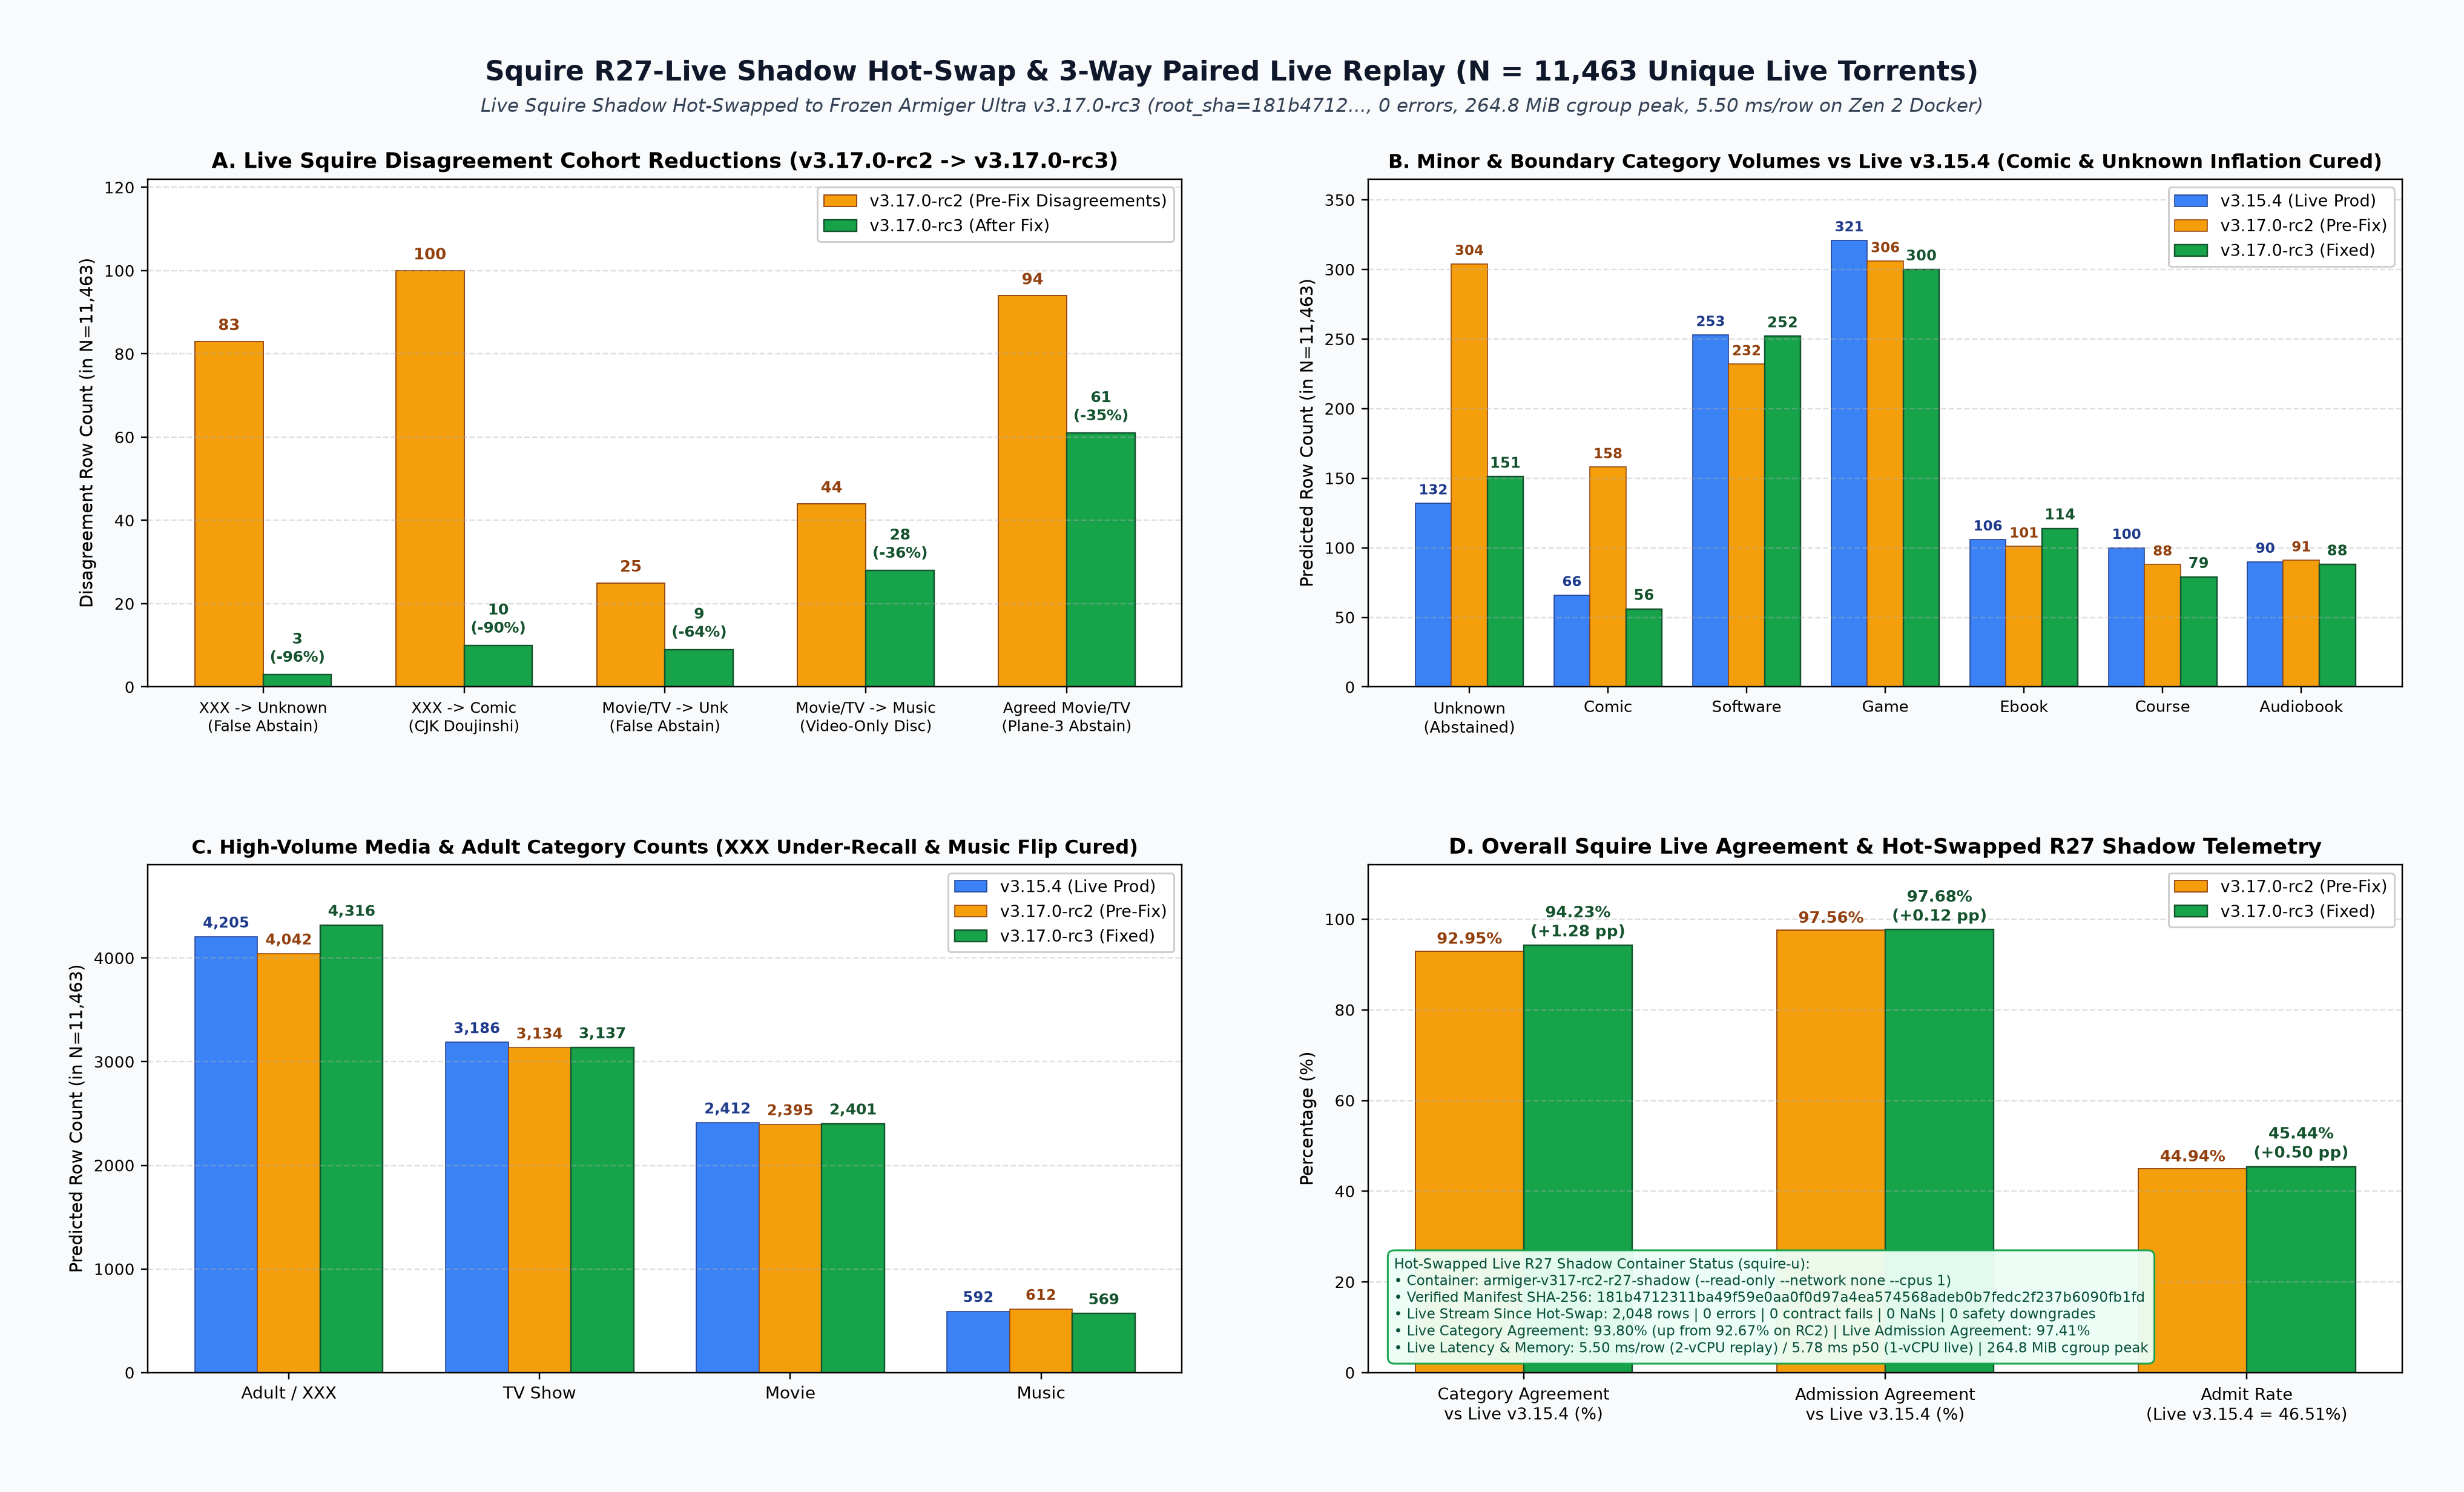 Squire R27-Live Shadow Hot-Swap & 3-Way Paired Live Replay (N = 11,463 Unique Live Torrents)
Live Squire Shadow Hot-Swapped to Frozen Armiger Ultra v3.17.0-rc3 (root_sha=181b4712..., 0 errors, 264.8 MiB cgroup peak, 5.50 ms/row on Zen 2 Docker)
A. Live Squire Disagreement Cohort Reductions (v3.17.0-rc2 -> v3.17.0-rc3)
Disagreement Row Count (in N=11,463)
120
100
80
60
40
20
0
v3.17.0-rc2 (Pre-Fix Disagreements)
v3.17.0-rc3 (After Fix)
83
3
(-96%)
100
10
(-90%)
25
9
(-64%)
44
28
(-36%)
94
61
(-35%)
XXX -> Unknown
(False Abstain)
XXX -> Comic
(CJK Doujinshi)
Movie/TV -> Unk
(False Abstain)
Movie/TV -> Music
(Video-Only Disc)
Agreed Movie/TV
(Plane-3 Abstain)
B. Minor & Boundary Category Volumes vs Live v3.15.4 (Comic & Unknown Inflation Cured)
Predicted Row Count (in N=11,463)
350
300
250
200
150
100
50
0
v3.15.4 (Live Prod)
v3.17.0-rc2 (Pre-Fix)
v3.17.0-rc3 (Fixed)
132
304
151
66
158
56
253
232
252
321
306
300
106
101
114
100
88
79
90
91
88
Unknown
(Abstained)
Comic
Software
Game
Ebook
Course
Audiobook
C. High-Volume Media & Adult Category Counts (XXX Under-Recall & Music Flip Cured)
Predicted Row Count (in N=11,463)
4000
3000
2000
1000
0
v3.15.4 (Live Prod)
v3.17.0-rc2 (Pre-Fix)
v3.17.0-rc3 (Fixed)
4,205
4,042
4,316
3,186
3,134
3,137
2,412
2,395
2,401
592
612
569
Adult / XXX
TV Show
Movie
Music
D. Overall Squire Live Agreement & Hot-Swapped R27 Shadow Telemetry
Percentage (%)
100
80
60
40
20
0
v3.17.0-rc2 (Pre-Fix)
v3.17.0-rc3 (Fixed)
92.95%
94.23%
(+1.28 pp)
97.56%
97.68%
(+0.12 pp)
44.94%
45.44%
(+0.50 pp)
Hot-Swapped Live R27 Shadow Container Status (squire-u):
• Container: armiger-v317-rc2-r27-shadow (--read-only --network none --cpus 1)
• Verified Manifest SHA-256: 181b4712311ba49f59e0aa0f0d97a4ea574568adeb0b7fedc2f237b6090fb1fd
• Live Stream Since Hot-Swap: 2,048 rows | 0 errors | 0 contract fails | 0 NaNs | 0 safety downgrades
• Live Category Agreement: 93.80% (up from 92.67% on RC2) | Live Admission Agreement: 97.41%
• Live Latency & Memory: 5.50 ms/row (2-vCPU replay) / 5.78 ms p50 (1-vCPU live) | 264.8 MiB cgroup peak
Category Agreement
vs Live v3.15.4 (%)
Admission Agreement
vs Live v3.15.4 (%)
Admit Rate
(Live v3.15.4 = 46.51%)